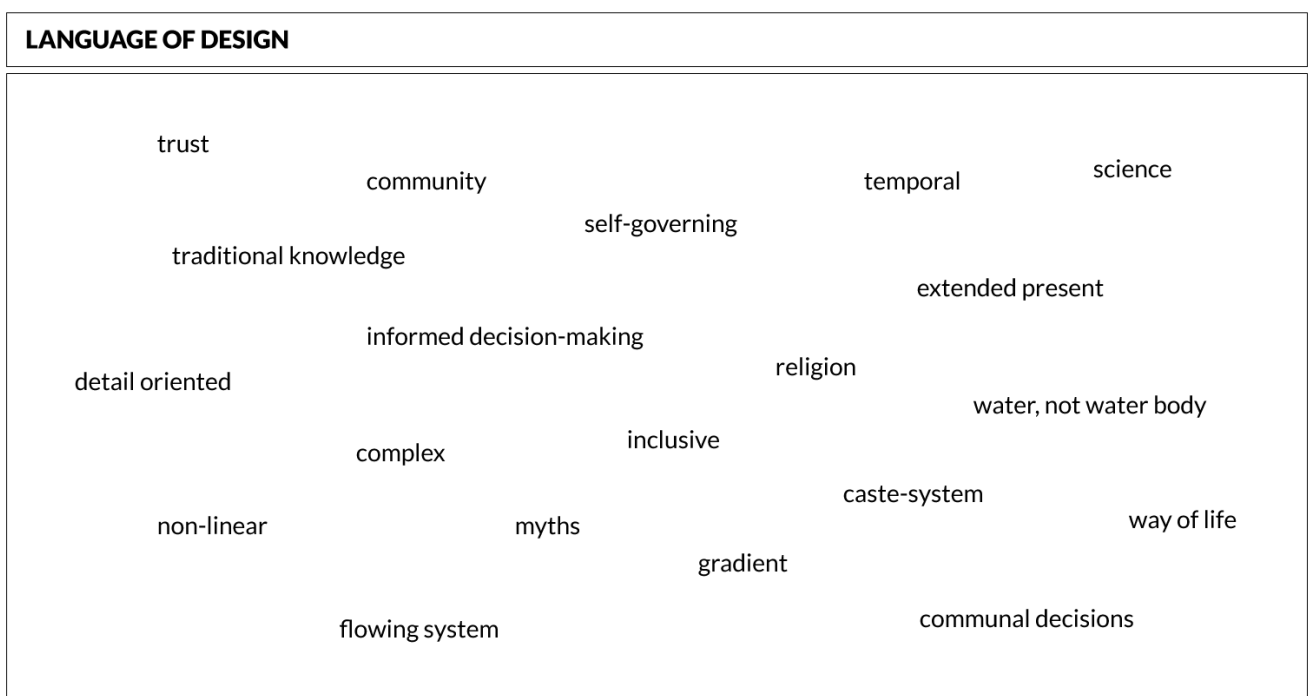 LANGUAGE OF DESIGN
trust
science
community
temporal
self-governing
traditional knowledge
extended present
informed decision-making
religion
detail oriented
water, not water body
inclusive
complex
caste-system
way of life
non-linear
myths
gradient
communal decisions
flowing system